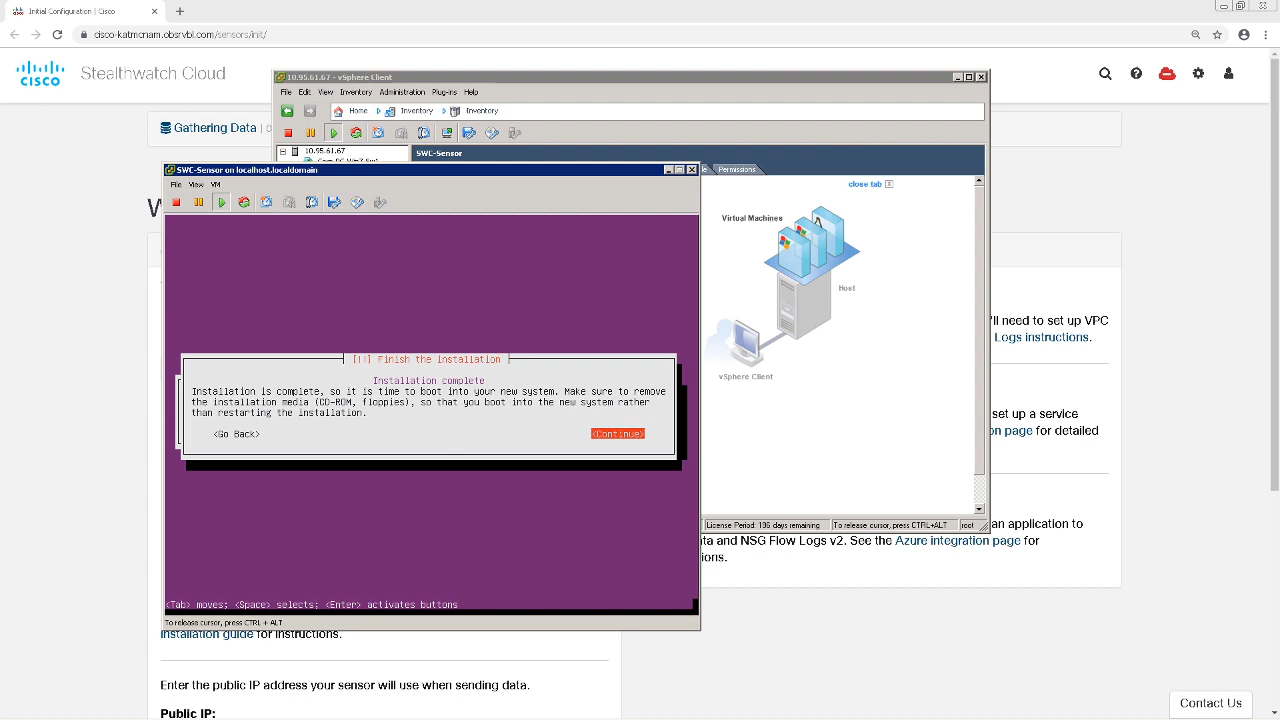 Initial Configuration | Cisco
cisco-katmcnam.obsrvbl.com/sensors/init/
CISCO
Stealthwatch Cloud
Gathering Data |
10.95.61.67 - vSphere Client
File Edit View Inventory Administration Plug-ins Help
Home Inventory Inventory
10.95.61.67
SWC-Sensor
SWC-Sensor on localhost.localdomain
File View VM
Permissions
close tab
Virtual Machines
Host
vSphere Client
[!!] Finish the installation
Installation complete
Installation is complete, so it is time to boot into your new system. Make sure to remove
the installation media (CD-ROM, floppies), so that you boot into the new system rather
than restarting the installation.
<Go Back>
<Continue>
<Tab> moves; <Space> selects; <Enter> activates buttons
To release cursor, press CTRL + ALT
License Period: 196 days remaining
To release cursor, press CTRL+ALT
root
'll need to set up VPC
Logs instructions.
set up a service
on page for detailed
an application to
ata and NSG Flow Logs v2. See the Azure integration page for
ions.
installation guide for instructions.
Enter the public IP address your sensor will use when sending data.
Public IP:
Contact Us